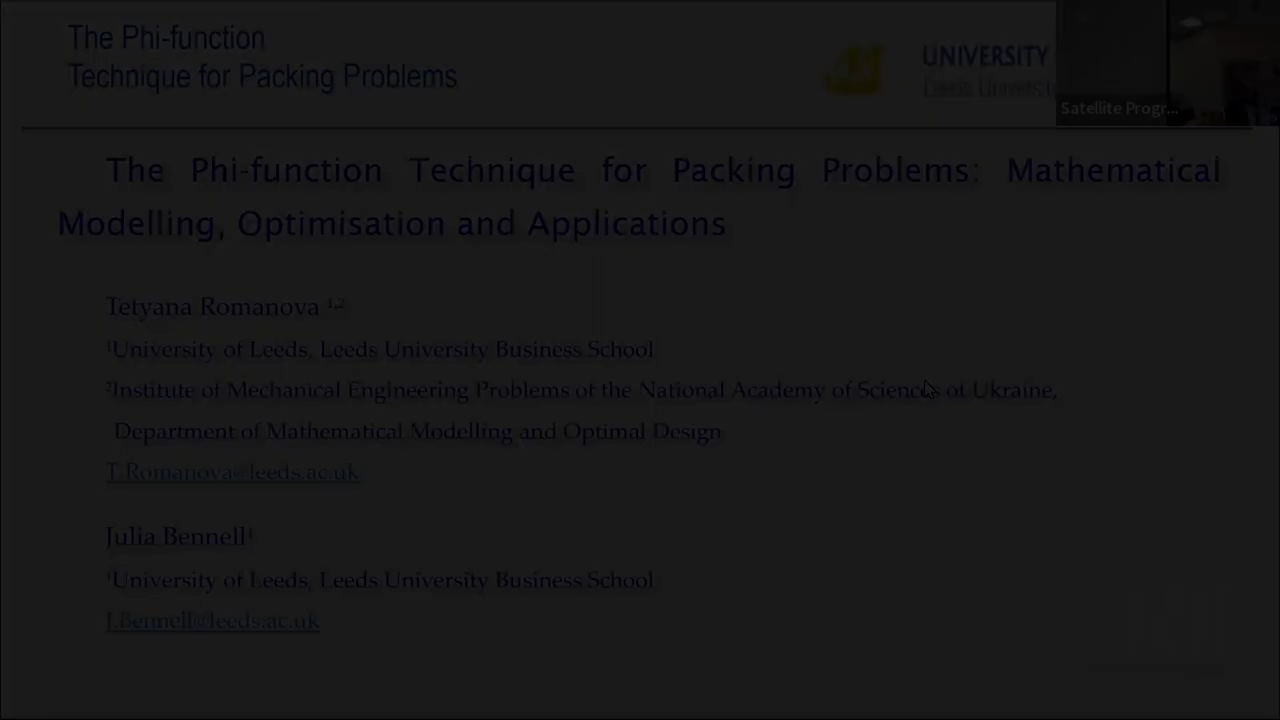 The Phi-function
Technique for Packing Problems
UNIVERSITY
Leeds Universit
Satellite Progr...
The Phi-function Technique for Packing Problems: Mathematical
Modelling, Optimisation and Applications
Tetyana Romanova 1,2
1University of Leeds, Leeds University Business School
2Institute of Mechanical Engineering Problems of the National Academy of Sciences of Ukraine,
Department of Mathematical Modelling and Optimal Design
T.Romanova@leeds.ac.uk
Julia Bennell1
1University of Leeds, Leeds University Business School
J.Bennell@leeds.ac.uk